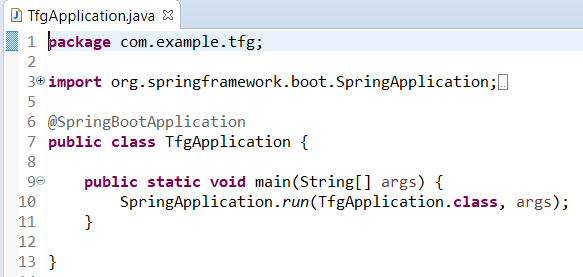 TfgApplication.java
1 package com.example.tfg;
2
3 import org.springframework.boot.SpringApplication;
5
6 @SpringBootApplication
7 public class TfgApplication {
8
9 public static void main(String[] args) {
10 SpringApplication.run(TfgApplication.class, args);
11 }
12
13 }